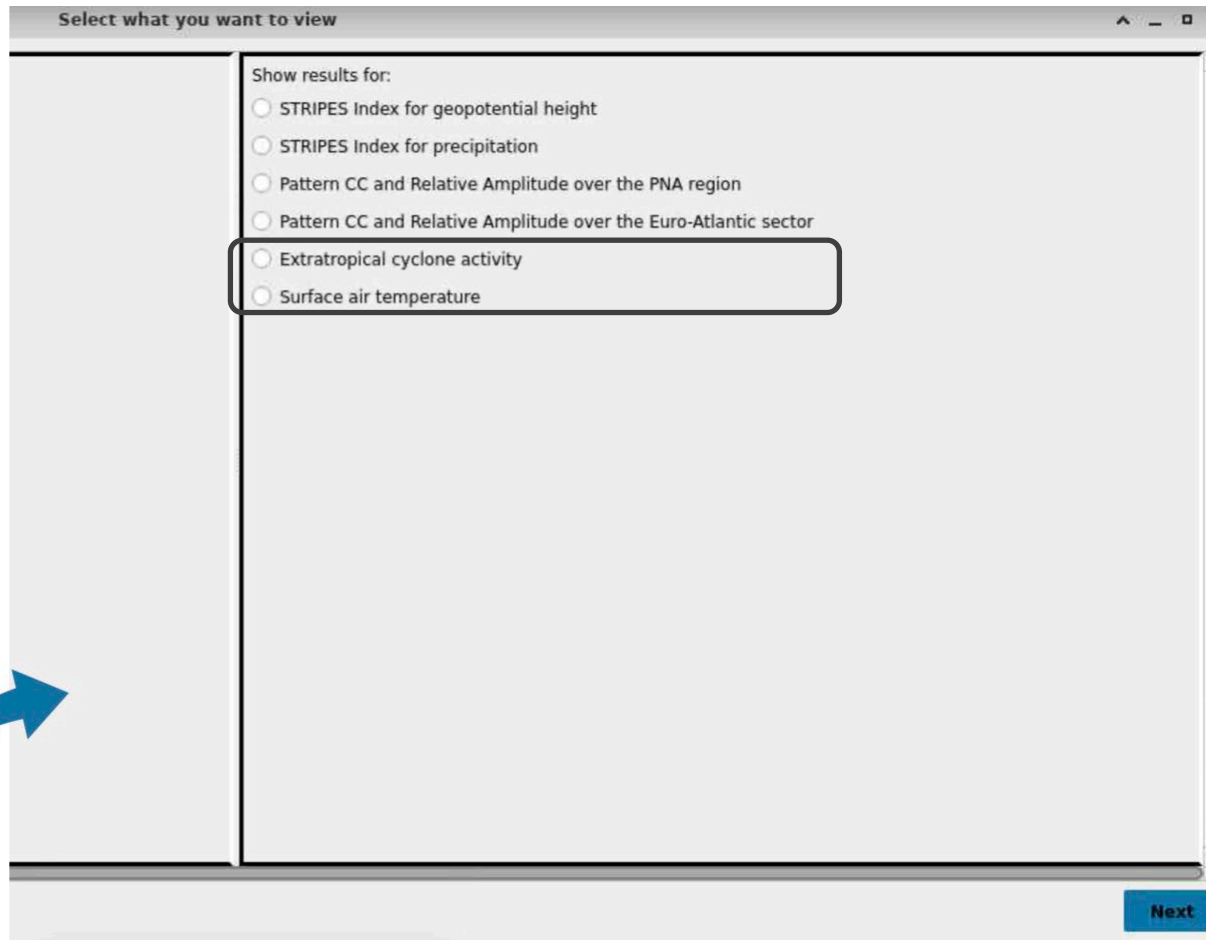 Select what you want to view
Show results for:
STRIPES Index for geopotential height
STRIPES Index for precipitation
Pattern CC and Relative Amplitude over the PNA region
Pattern CC and Relative Amplitude over the Euro-Atlantic sector
Extratropical cyclone activity
Surface air temperature
Next